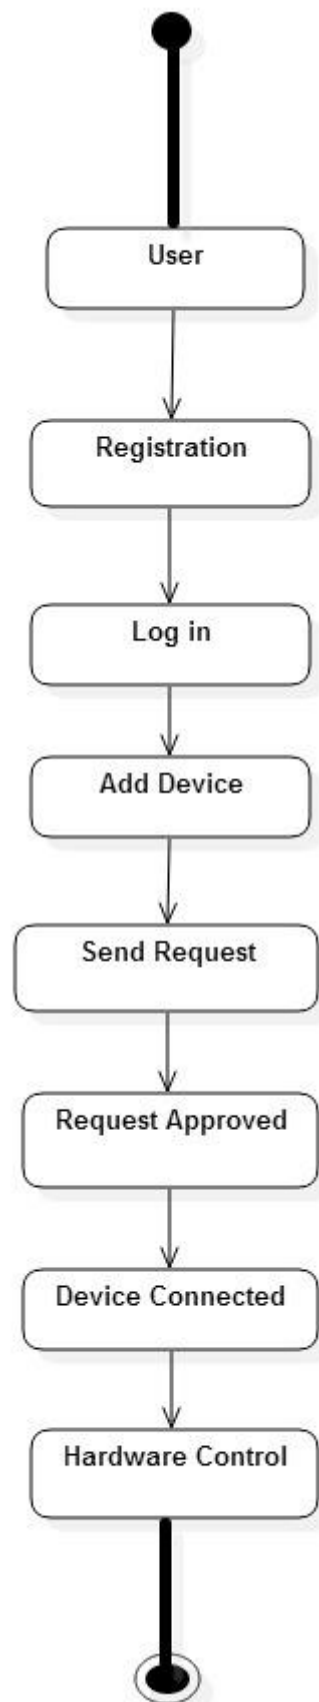 User
Registration
Log in
Add Device
Send Request
Request Approved
Device Connected
Hardware Control